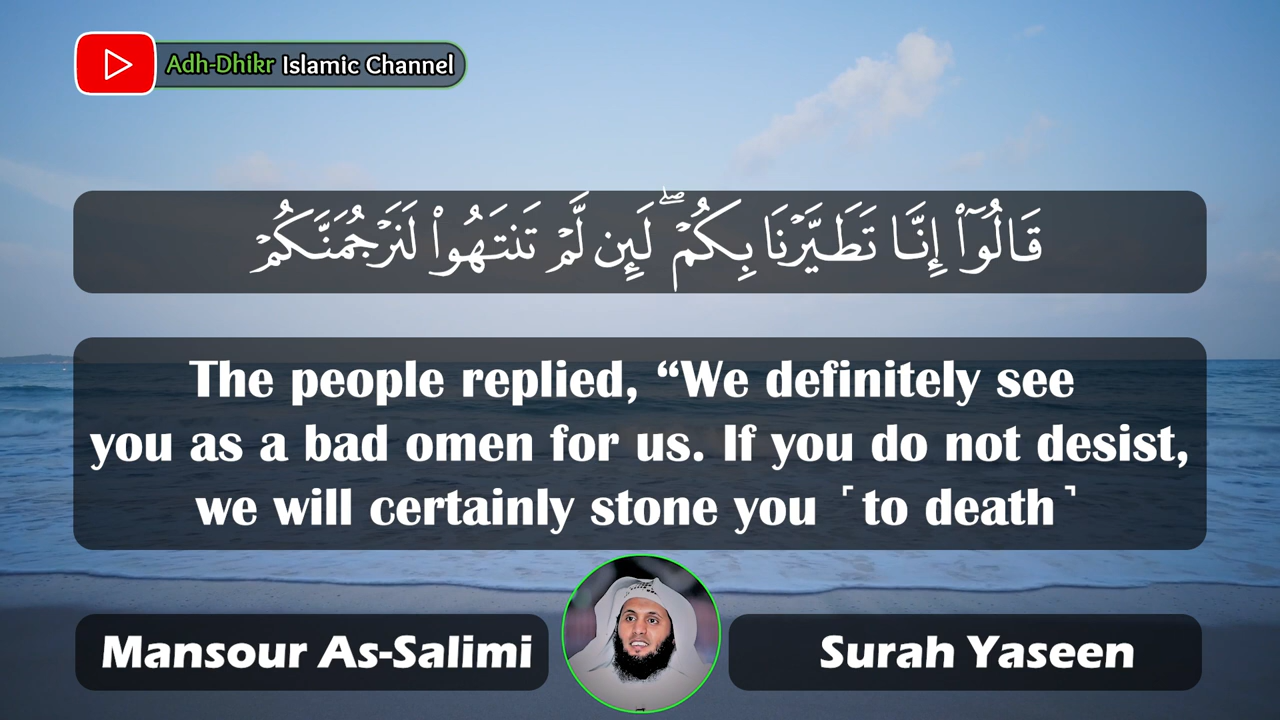 Adh-Dhikr Islamic Channel
قَالُوٓا۟ إِنَّا تَطَيَّرْنَا بِكُمْ ۖ لَئِن لَّمْ تَنتَهُوا۟ لَنَرْجُمَنَّكُمْ
The people replied, “We definitely see
you as a bad omen for us. If you do not desist,
we will certainly stone you ˹to death˺
Mansour As-Salimi
Surah Yaseen